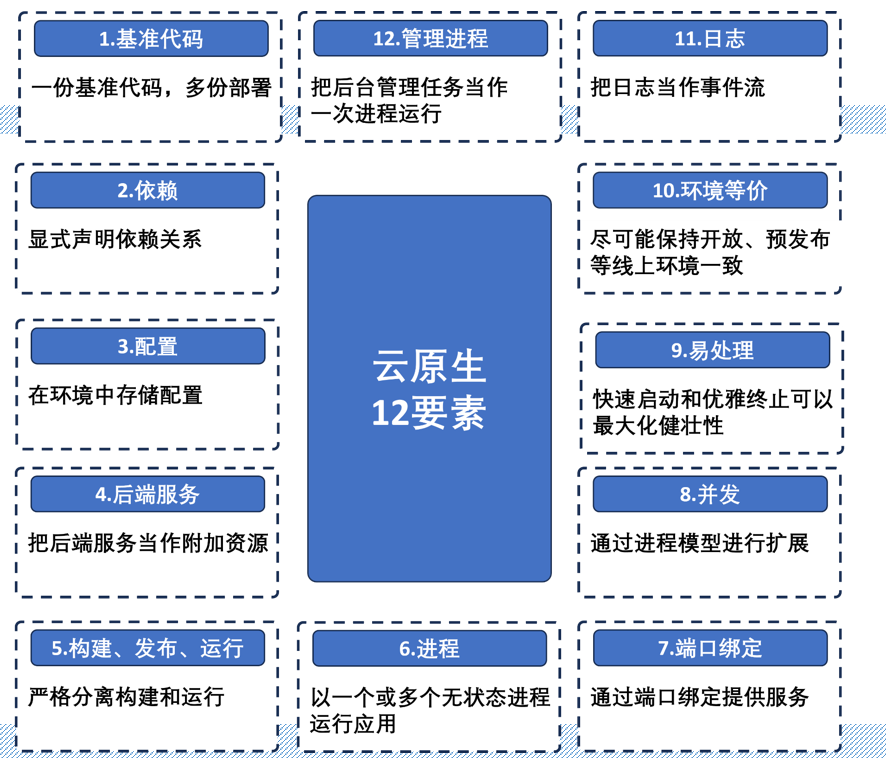 1.基准代码
一份基准代码，多份部署
12.管理进程
把后台管理任务当作
一次进程运行
11.日志
把日志当作事件流
2.依赖
显式声明依赖关系
10.环境等价
尽可能保持开放、预发布
等线上环境一致
3.配置
在环境中存储配置
云原生
12要素
9.易处理
快速启动和优雅终止可以
最大化健壮性
4.后端服务
把后端服务当作附加资源
8.并发
通过进程模型进行扩展
5.构建、发布、运行
严格分离构建和运行
6.进程
以一个或多个无状态进程
运行应用
7.端口绑定
通过端口绑定提供服务